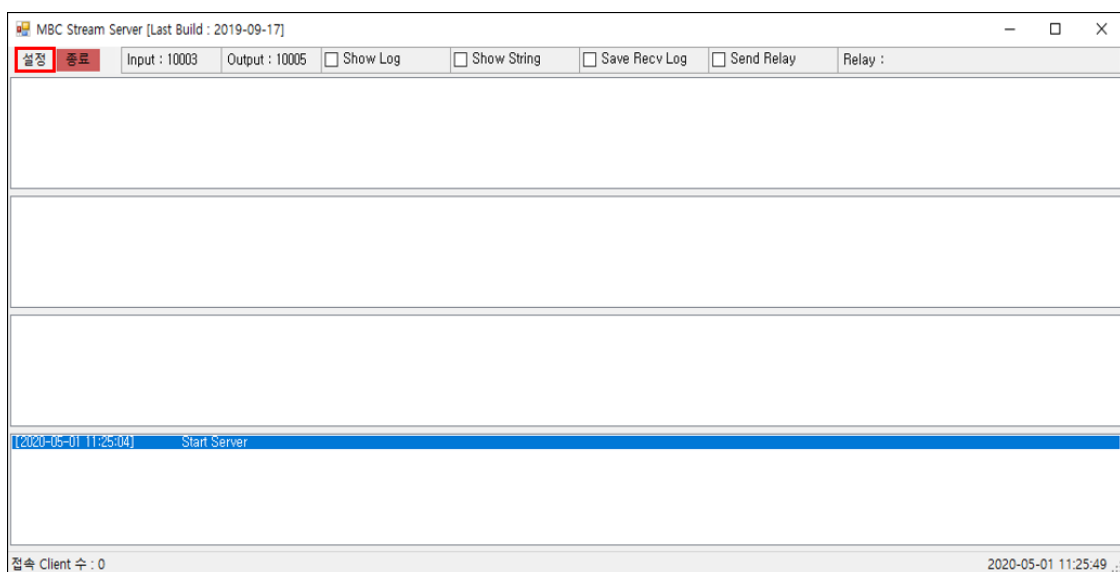 MBC Stream Server [Last Build : 2019-09-17]
설정 종료 Input : 10003 Output : 10005 Show Log Show String Save Recv Log Send Relay Relay :
[2020-05-01 11:25:04] Start Server
접속 Client 수 : 0 2020-05-01 11:25:49